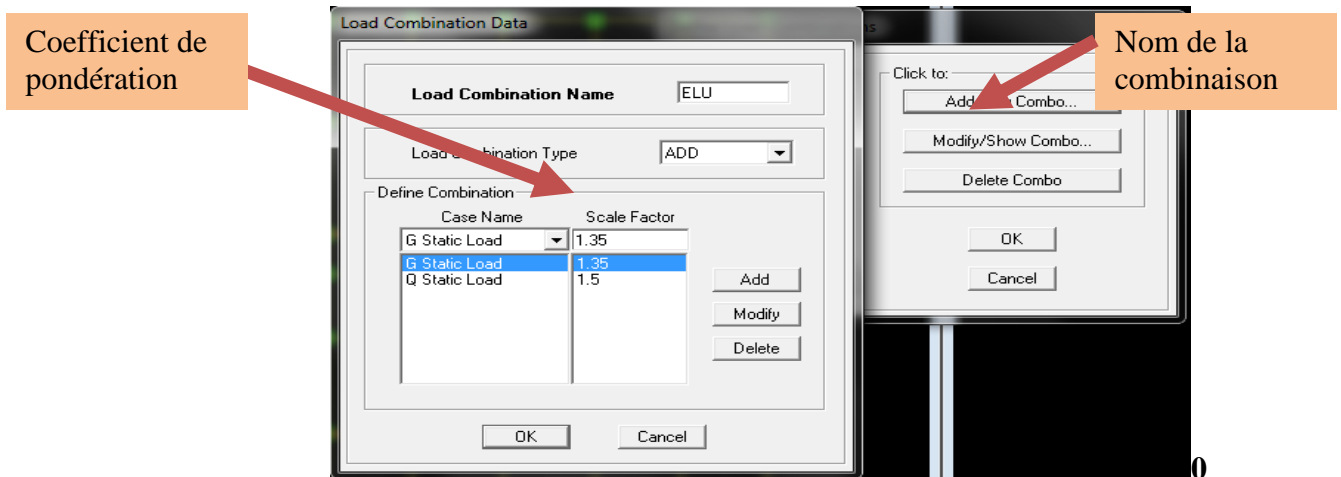 Coefficient de
pondération
Load Combination Data
Load Combination Name
ELU
Load Combination Type
ADD
Define Combination
Case Name Scale Factor
G Static Load 1.35
G Static Load 1.35
Q Static Load 1.5
Add
Modify
Delete
OK Cancel
Nom de la
combinaison
Click to:
Add Combo...
Modify/Show Combo...
Delete Combo
OK
Cancel
0